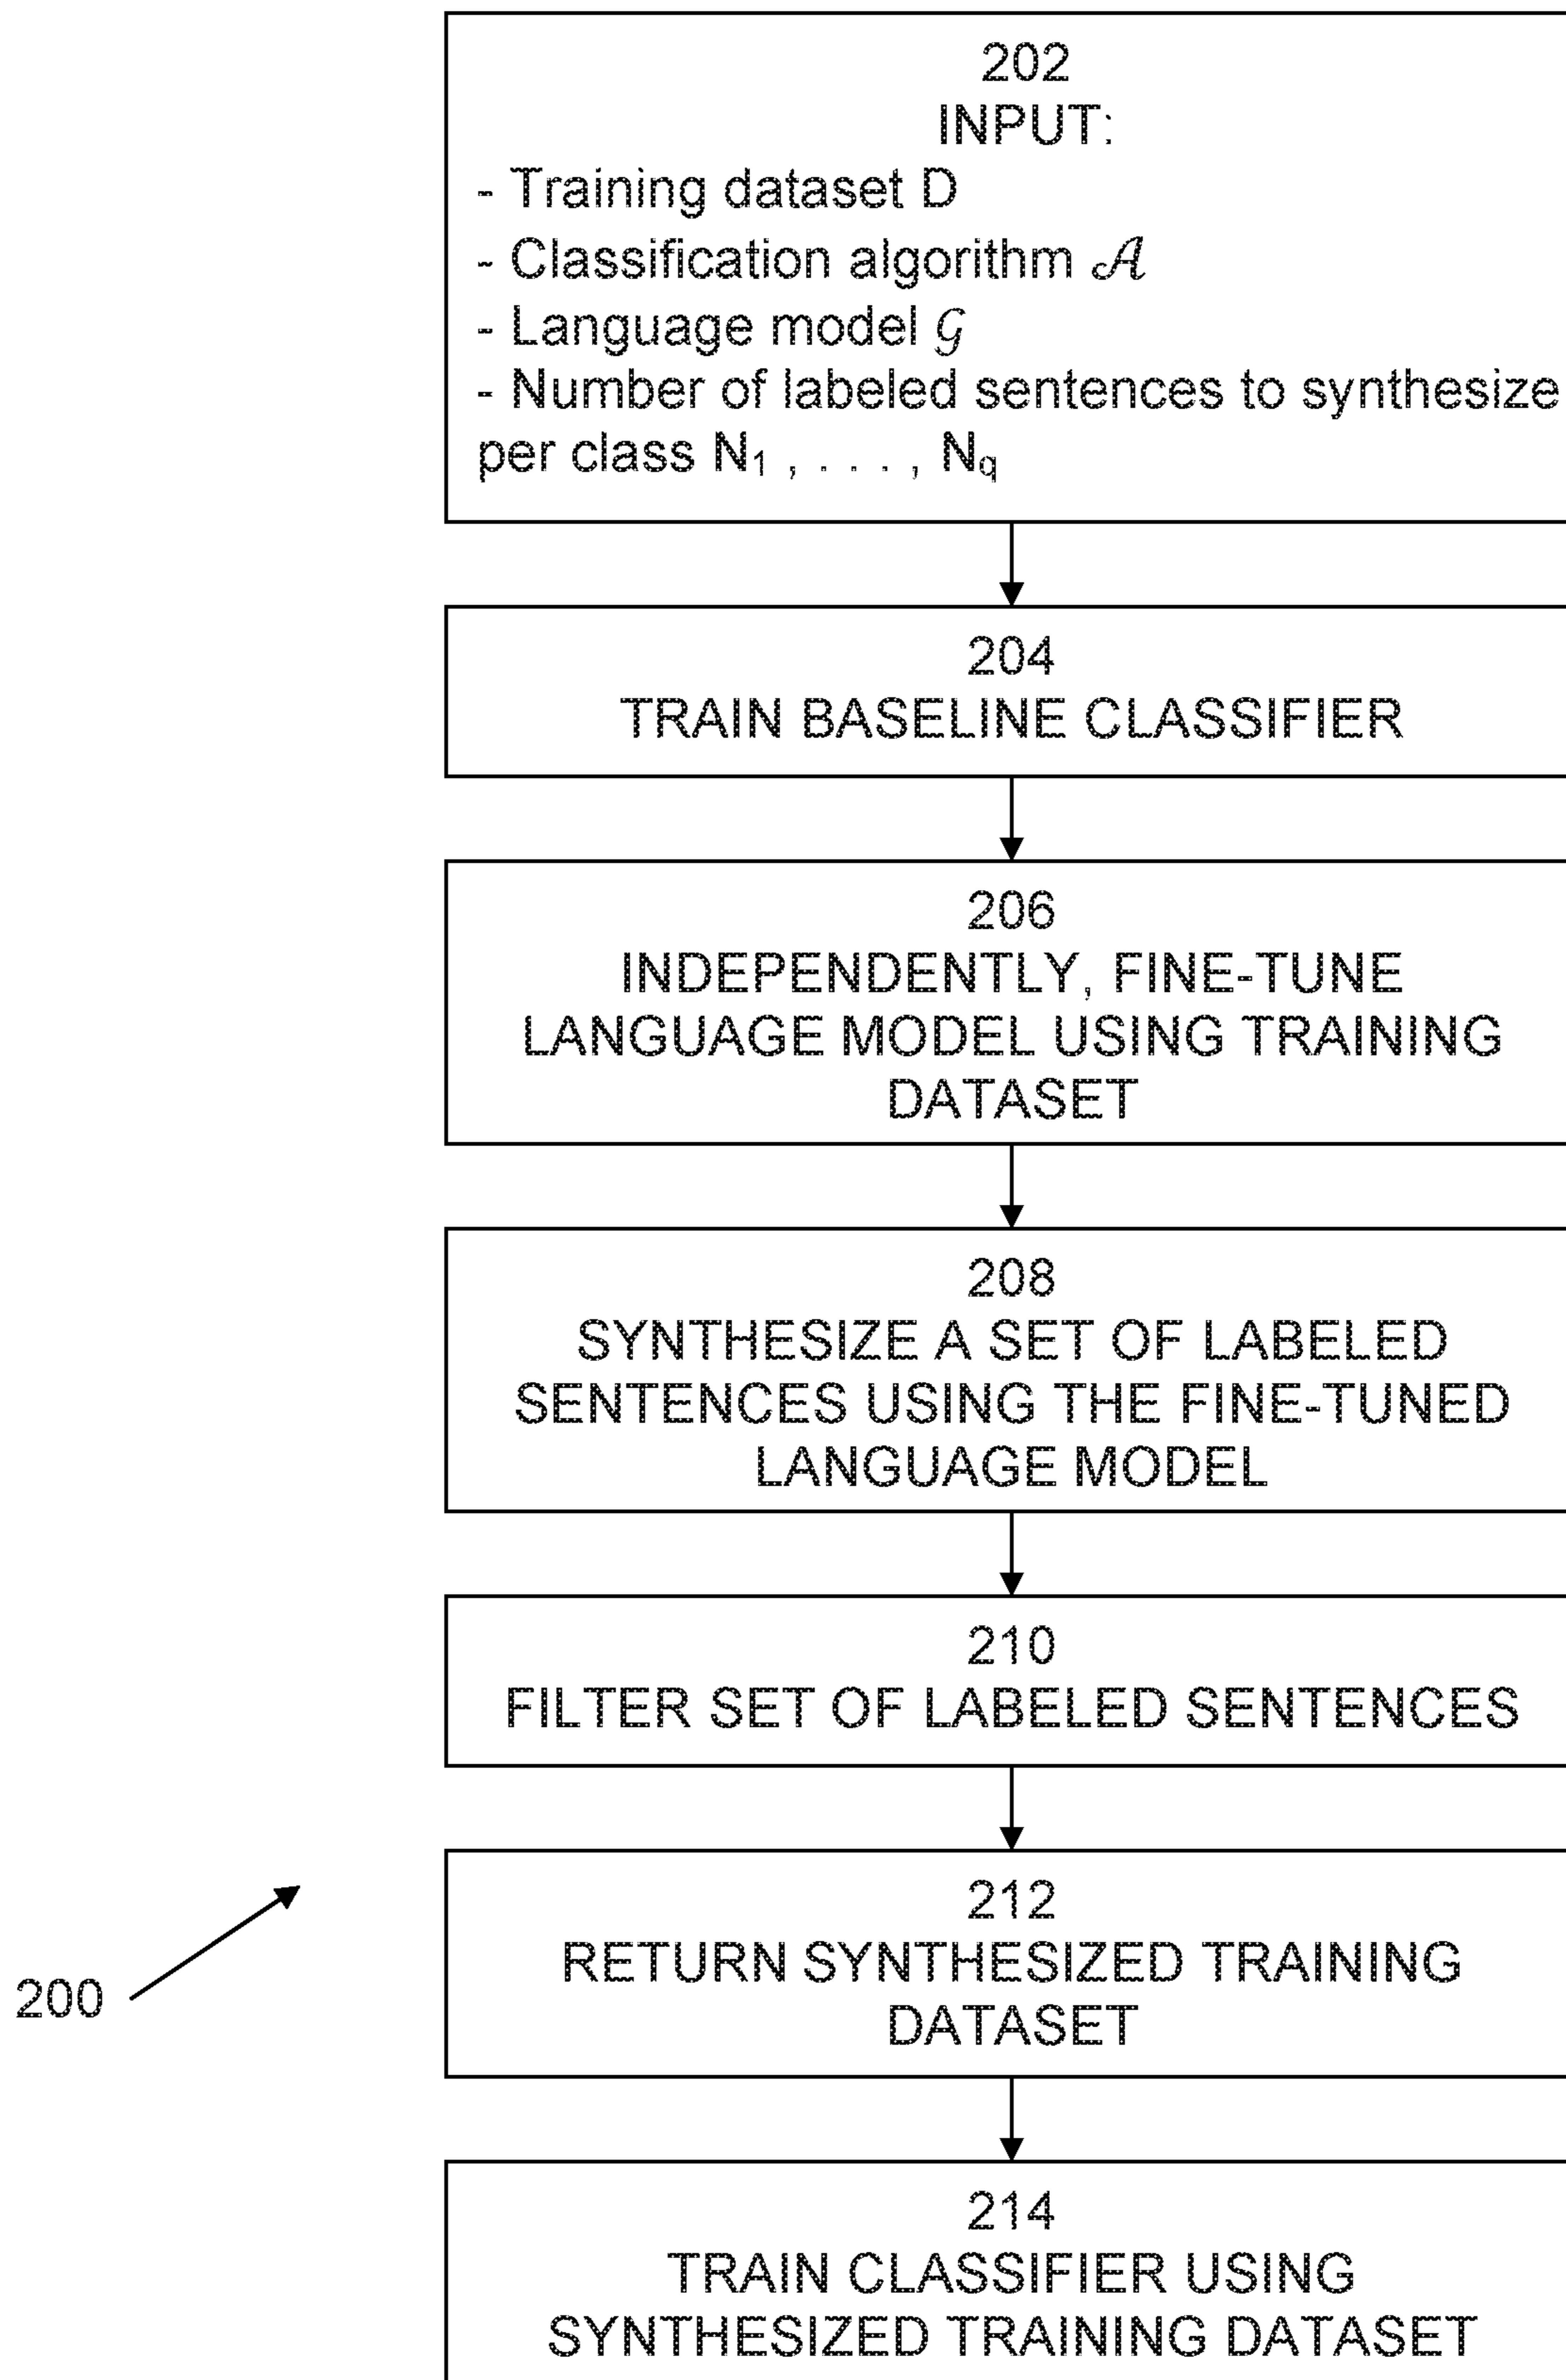 202
INPUT:
- Training dataset D
- Classification algorithm 𝒜
- Language model 𝒢
- Number of labeled sentences to synthesize
per class N₁ , . . . , N_q
204
TRAIN BASELINE CLASSIFIER
206
INDEPENDENTLY, FINE-TUNE
LANGUAGE MODEL USING TRAINING
DATASET
208
SYNTHESIZE A SET OF LABELED
SENTENCES USING THE FINE-TUNED
LANGUAGE MODEL
210
FILTER SET OF LABELED SENTENCES
212
RETURN SYNTHESIZED TRAINING
DATASET
200
214
TRAIN CLASSIFIER USING
SYNTHESIZED TRAINING DATASET